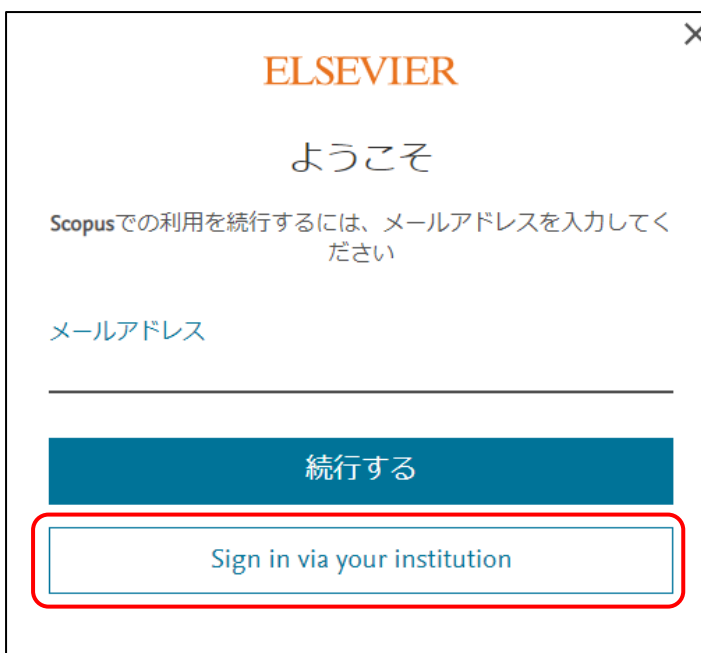 ELSEVIER
ようこそ
Scopusでの利用を続行するには、メールアドレスを入力してく
ださい
メールアドレス
続行する
Sign in via your institution